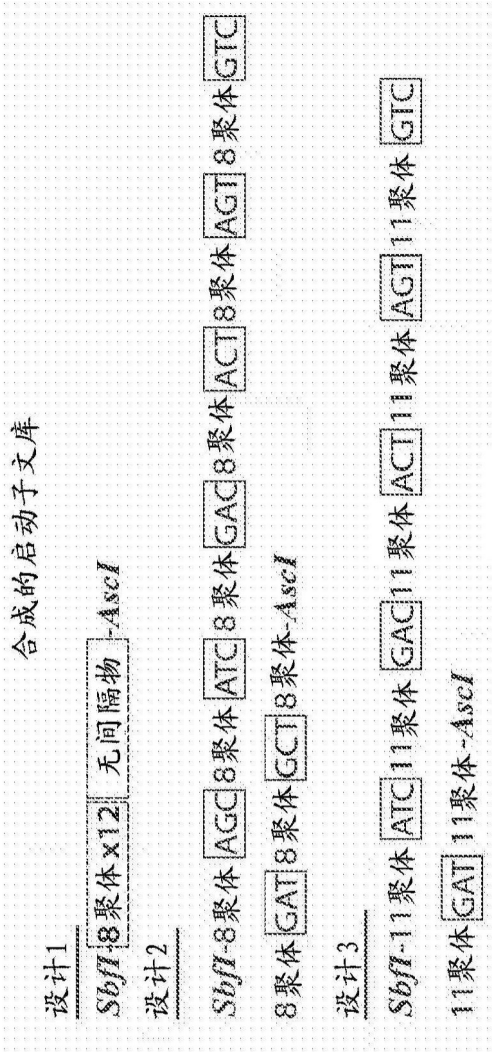 合成的启动子文库
设计1
SbfI-8聚体x12 无间隔物-AscI
设计2
SbfI-8聚体 AGC 8聚体 ATC 8聚体 GAC 8聚体 ACT 8聚体 AGT 8聚体 GTC
8聚体 GAT 8聚体 GCT 8聚体-AscI
设计3
SbfI-11聚体 ATC 11聚体 GAC 11聚体 ACT 11聚体 AGT 11聚体 GTC
11聚体 GAT 11聚体-AscI